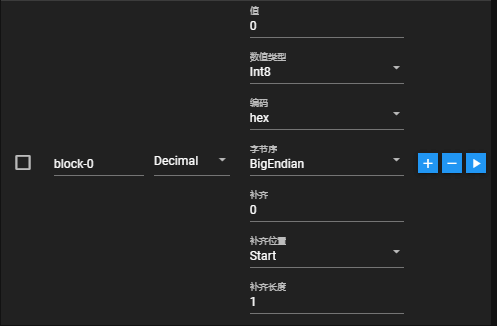 值
0
数值类型
Int8
编码
hex
字节序
block-0
Decimal
BigEndian
补齐
0
补齐位置
Start
补齐长度
1